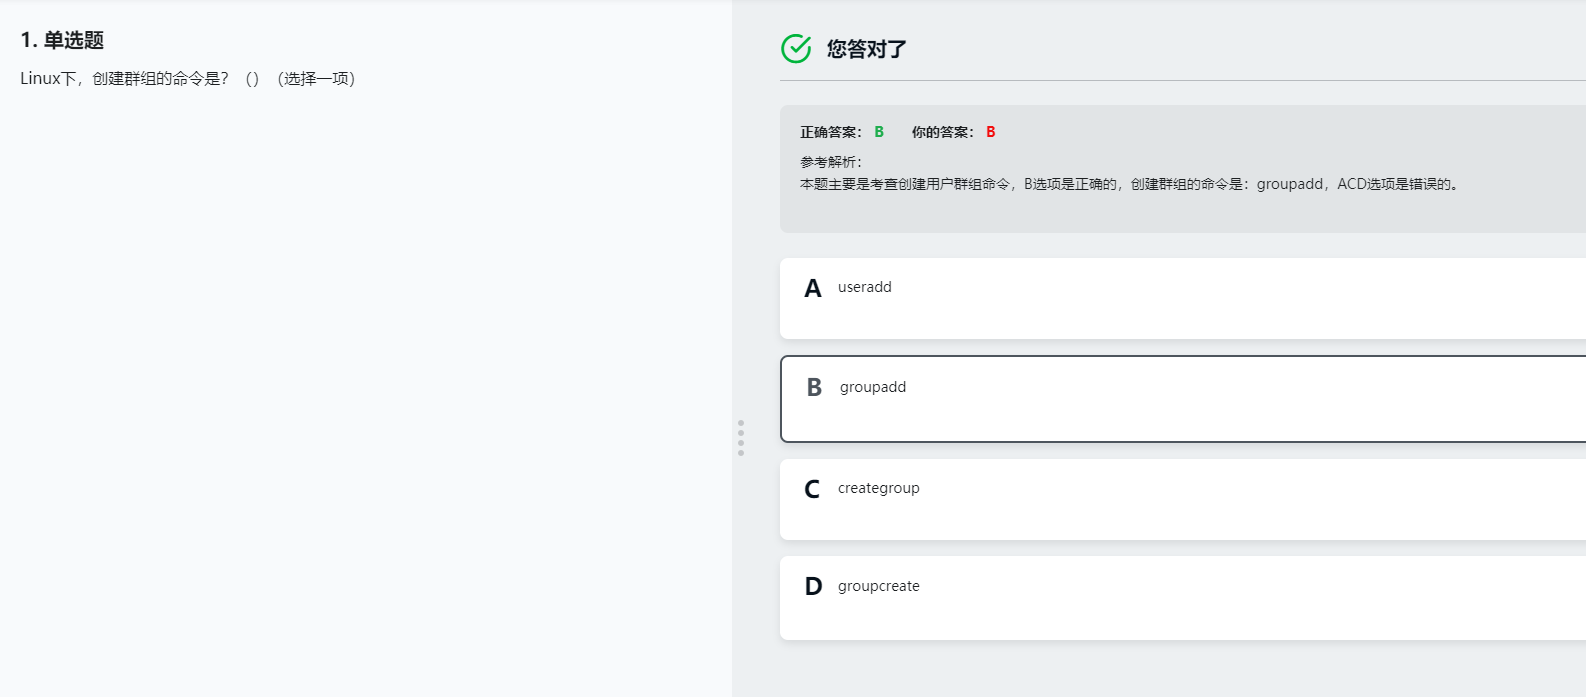 1. 单选题
Linux下，创建群组的命令是？（）（选择一项）
您答对了
正确答案： B 你的答案： B
参考解析：
本题主要是考查创建用户群组命令，B选项是正确的，创建群组的命令是：groupadd，ACD选项是错误的。
A useradd
B groupadd
C creategroup
D groupcreate